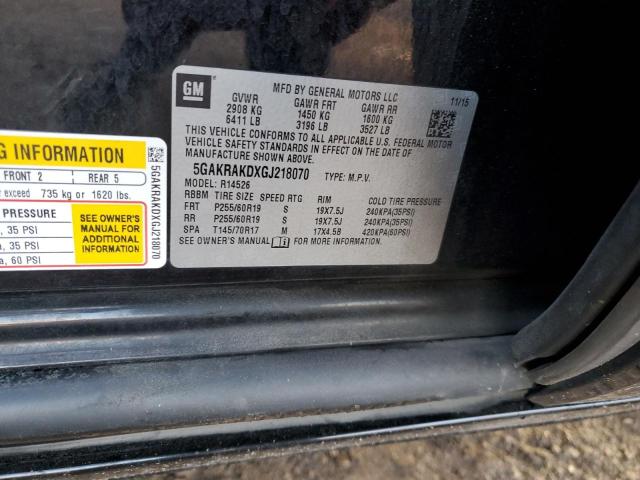 GM
MFD BY GENERAL MOTORS LLC 11/15
GVWR GAWR FRT GAWR RR
2908 KG 1450 KG 1600 KG
6411 LB 3196 LB 3527 LB
THIS VEHICLE CONFORMS TO ALL APPLICABLE U.S. FEDERAL MOTOR
VEHICLE SAFETY STANDARDS IN EFFECT ON THE DATE OF
MANUFACTURE SHOWN ABOVE.
5GAKRAKDXGJ218070 TYPE: M.P.V.
MODEL: R14526
RBBM TIRE SIZE SPEED RTG RIM COLD TIRE PRESSURE
FRT P255/60R19 S 19X7.5J 240KPA(35PSI)
RR P255/60R19 S 19X7.5J 240KPA(35PSI)
SPA T145/70R17 M 17X4.5B 420KPA(60PSI)
SEE OWNER'S MANUAL FOR MORE INFORMATION.
G INFORMATION
FRONT 2 REAR 5
exceed 735 kg or 1620 lbs.
PRESSURE
, 35 PSI
a, 35 PSI
a, 60 PSI
SEE OWNER'S
MANUAL FOR
ADDITIONAL
INFORMATION
5GAKRAKDXGJ218070